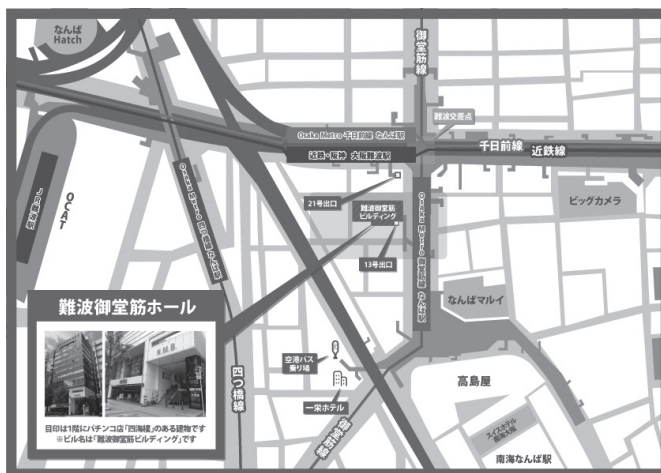 なんば
Hatch
御堂筋線
難波交差点
Osaka Metro 千日前線 なんば駅
近鉄・阪神 大阪難波駅
千日前線
近鉄線
21号出口
難波御堂筋
ビルディング
13号出口
ビックカメラ
OCAT
JR難波駅
Osaka Metro 四つ橋線 なんば駅
Osaka Metro 御堂筋線 なんば駅
なんばマルイ
難波御堂筋ホール
N.M.B.
目印は1階にパチンコ店「四海樓」のある建物です
※ビル名は「難波御堂筋ビルディング」です
四つ橋線
空港バス
乗り場
一栄ホテル
御堂筋線
高島屋
スイスホテル
南海大阪
南海なんば駅